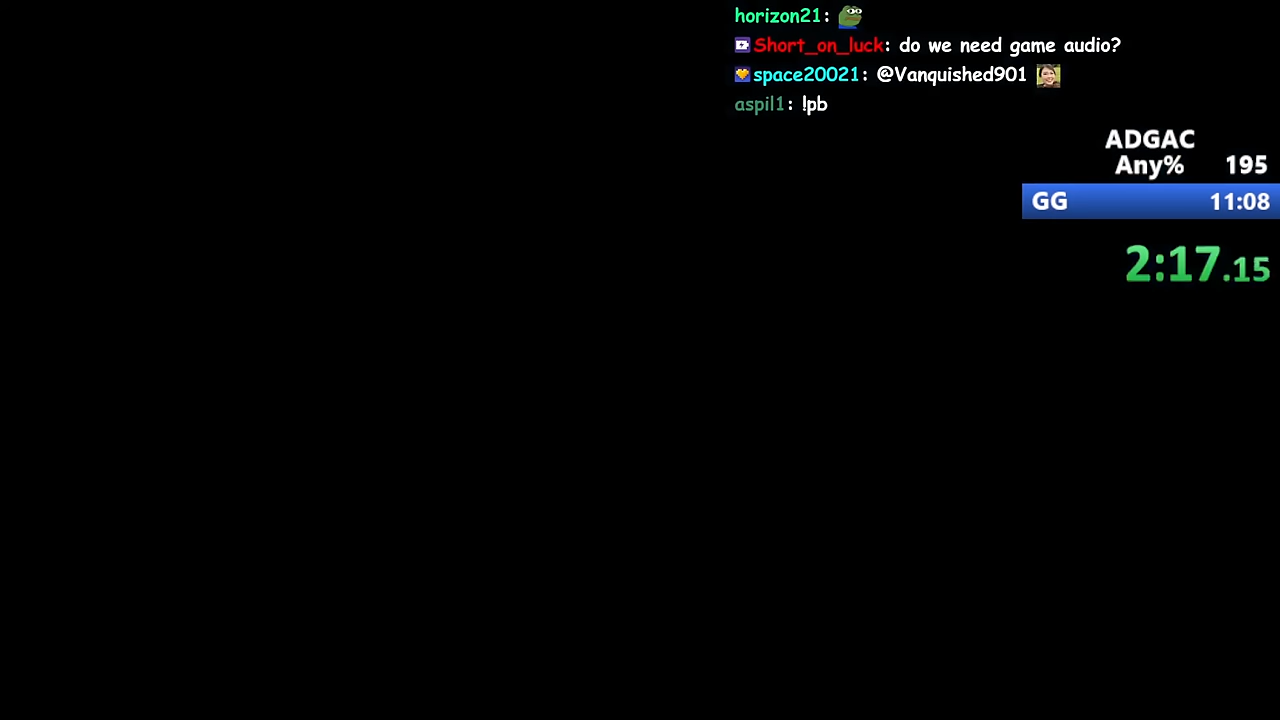 horizon21:
Short_on_luck: do we need game audio?
space20021: @Vanquished901
aspil1: !pb
ADGAC
Any% 195
GG 11:08
2:17.15